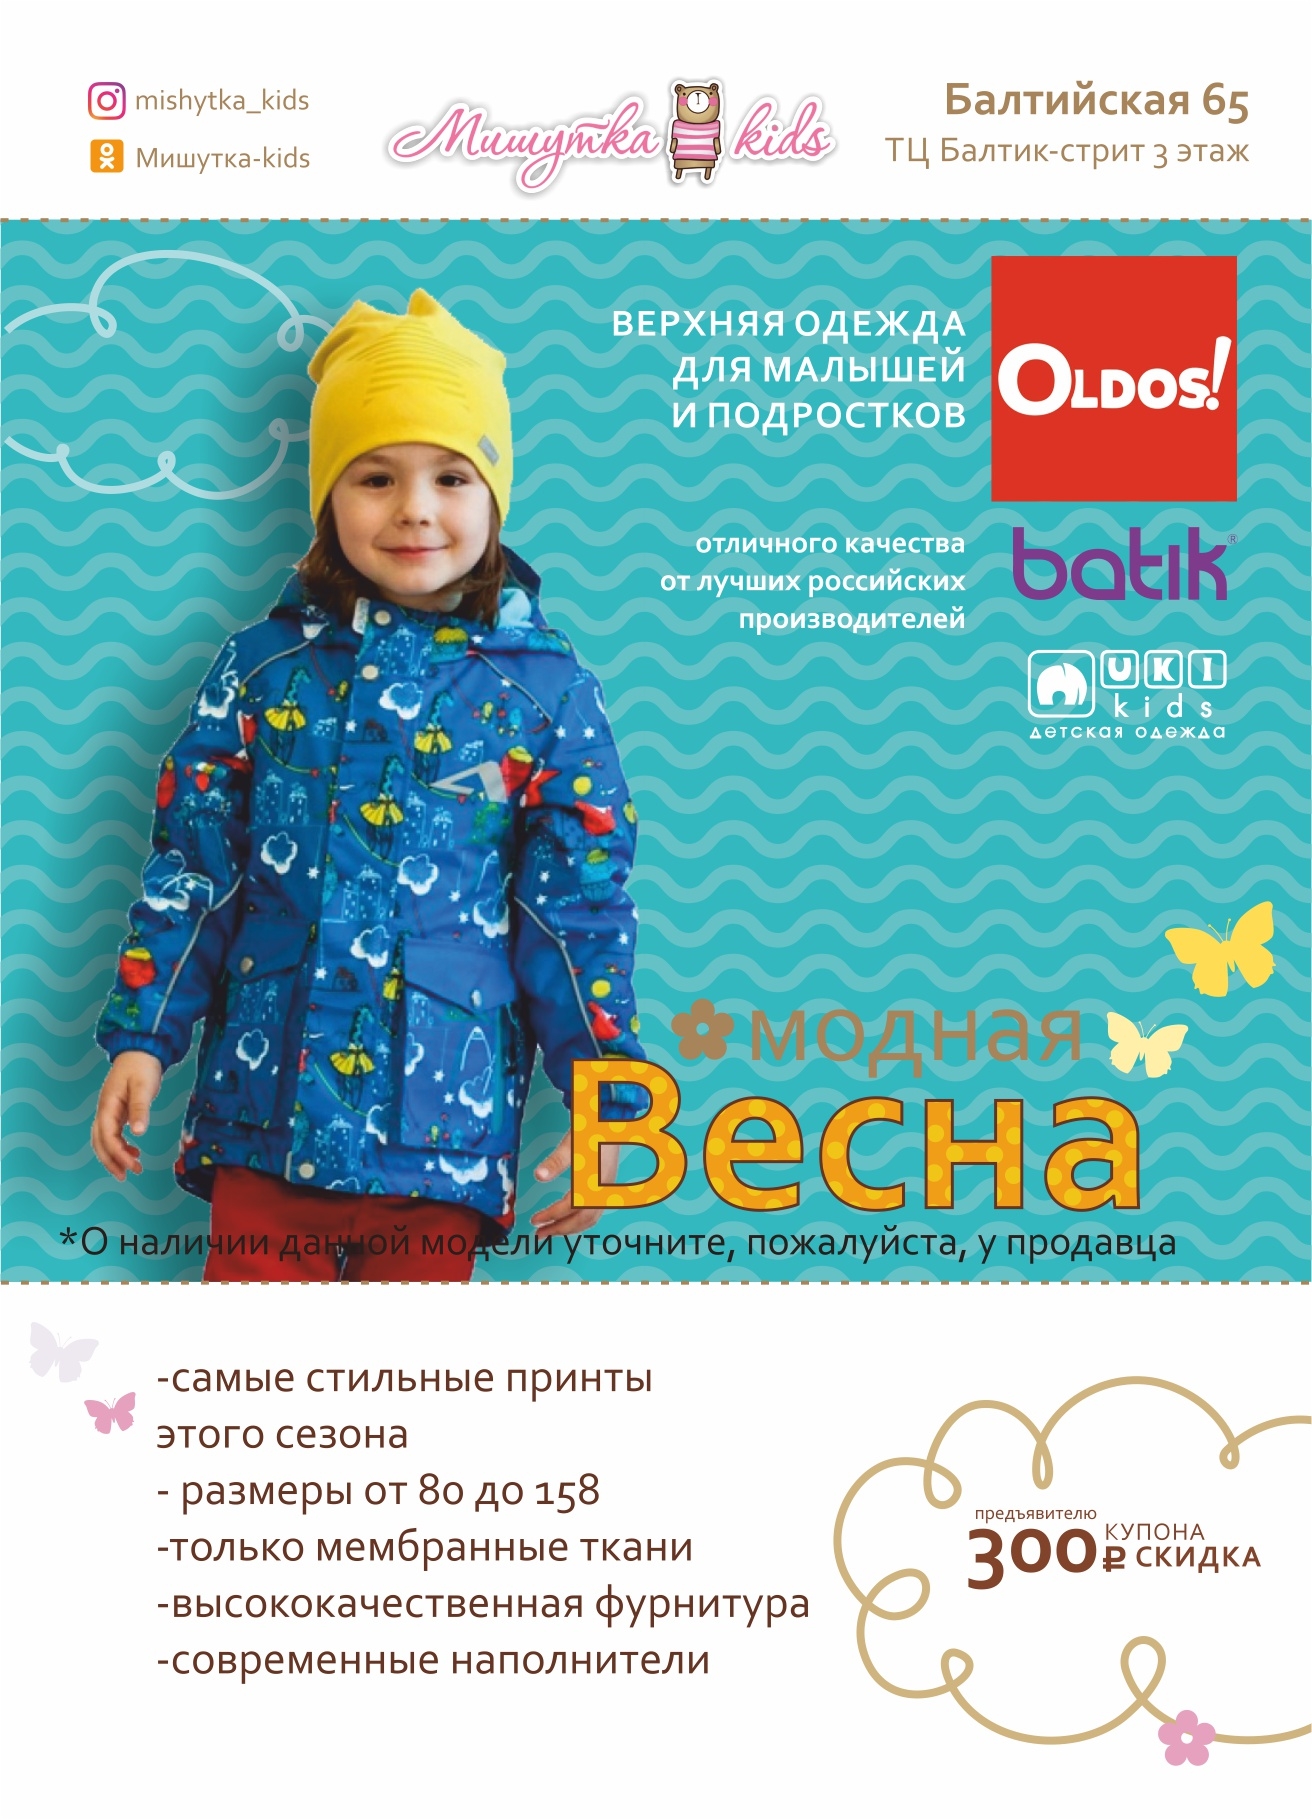 mishytka_kids
Мишутка-kids
Мишутка kids
Балтийская 65
ТЦ Балтик-стрит 3 этаж
ВЕРХНЯЯ ОДЕЖДА
ДЛЯ МАЛЫШЕЙ
И ПОДРОСТКОВ
OLDOS!
отличного качества
от лучших российских
производителей
batik®
UKI
kids
детская одежда
модная
Весна
*О наличии данной модели уточните, пожалуйста, у продавца
-самые стильные принты
этого сезона
- размеры от 80 до 158
-только мембранные ткани
-высококачественная фурнитура
-современные наполнители
предъявителю
КУПОНА
300₽ СКИДКА